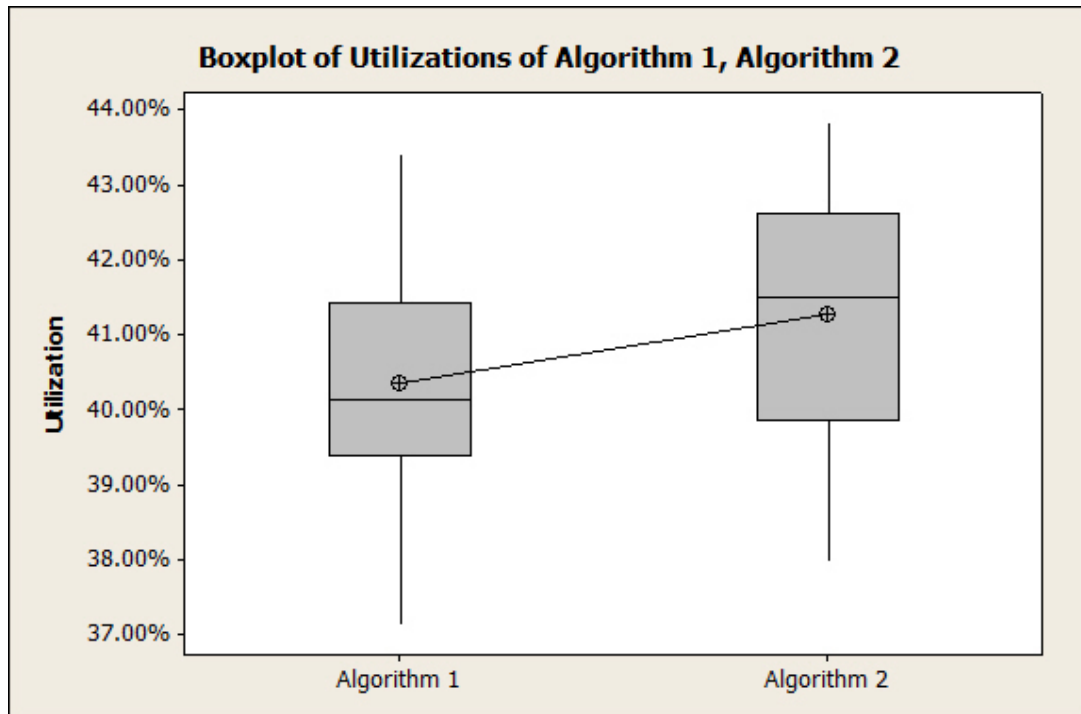 Boxplot of Utilizations of Algorithm 1, Algorithm 2
44.00%
43.00%
42.00%
41.00%
40.00%
39.00%
38.00%
37.00%
Utilization
Algorithm 1
Algorithm 2